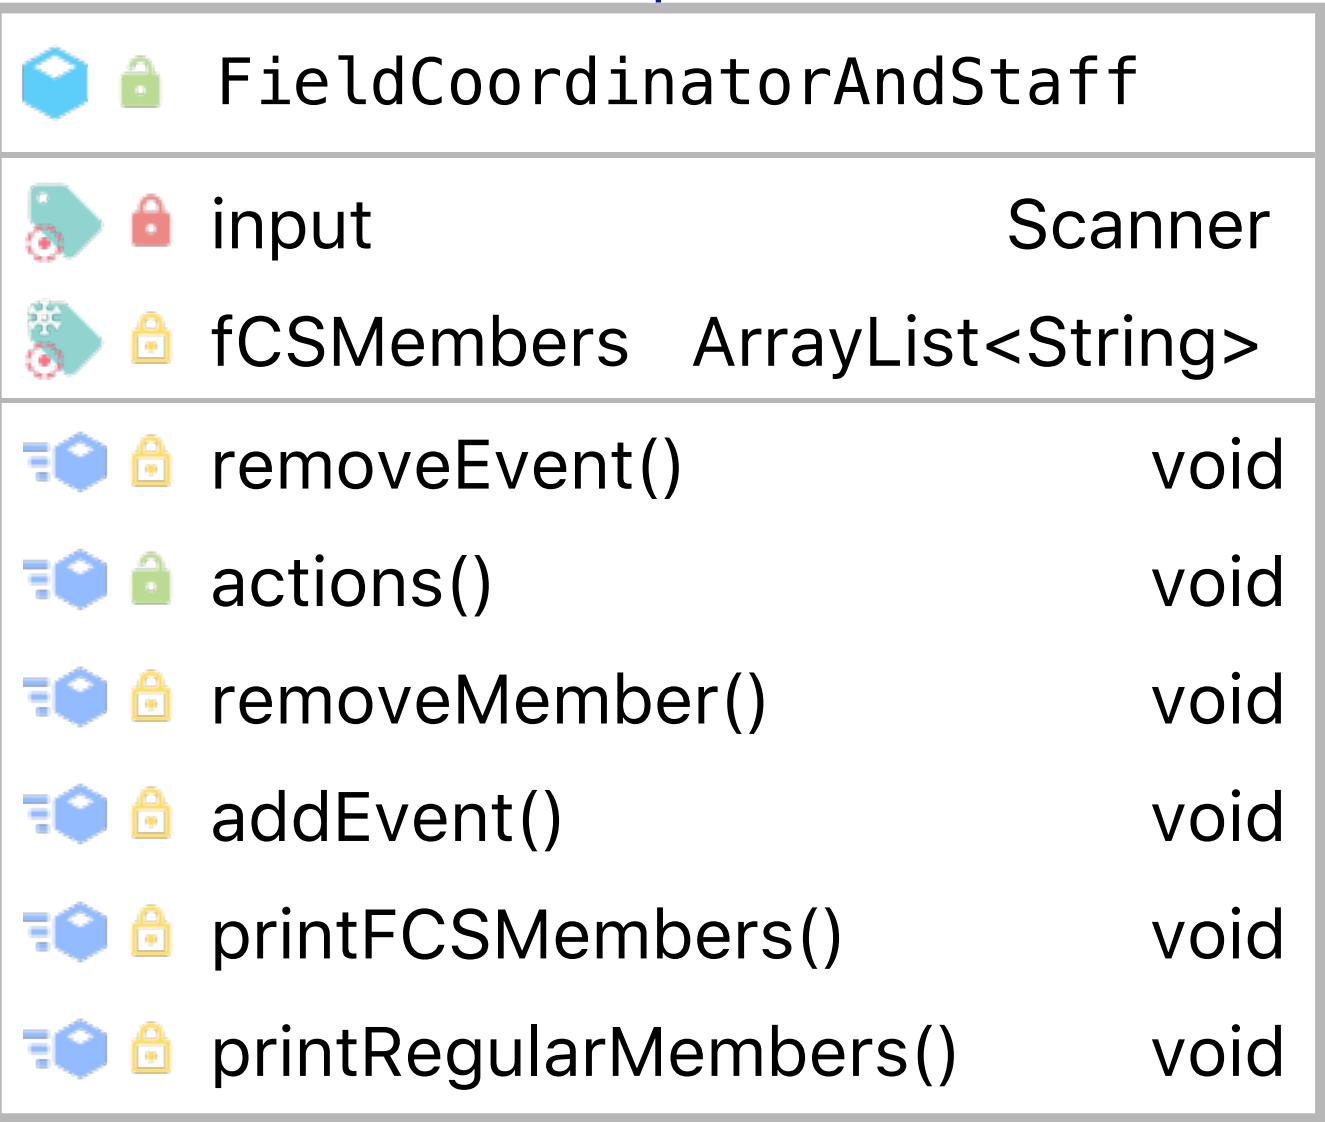 FieldCoordinatorAndStaff
input Scanner
fCSMembers ArrayList<String>
removeEvent() void
actions() void
removeMember() void
addEvent() void
printFCSMembers() void
printRegularMembers() void